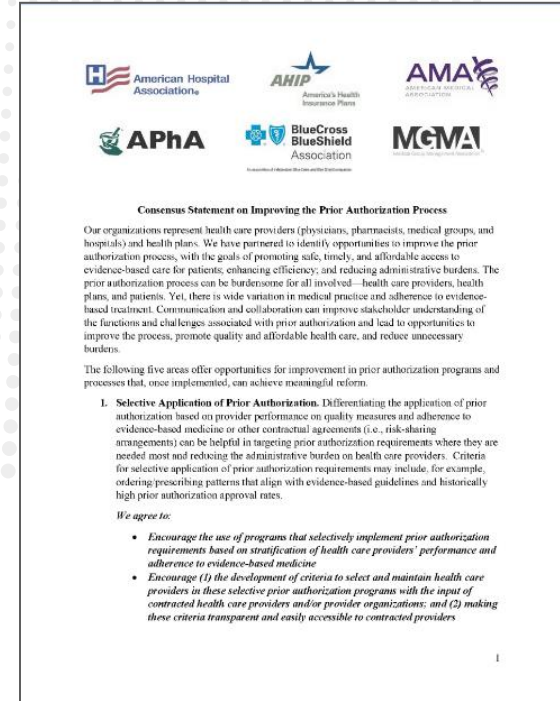 American Hospital
Association®
AHIP
America's Health
Insurance Plans
AMA
AMERICAN MEDICAL
ASSOCIATION
APhA
BlueCross
BlueShield
Association
An association of independent Blue Cross and Blue Shield companies
MGMA
Consensus Statement on Improving the Prior Authorization Process
Our organizations represent health care providers (physicians, pharmacists, medical groups, and
hospitals) and health plans. We have partnered to identify opportunities to improve the prior
authorization process, with the goals of promoting safe, timely, and affordable access to
evidence-based care for patients; enhancing efficiency; and reducing administrative burdens. The
prior authorization process can be burdensome for all involved—health care providers, health
plans, and patients. Yet, there is wide variation in medical practice and adherence to evidence-
based treatment. Communication and collaboration can improve stakeholder understanding of
the functions and challenges associated with prior authorization and lead to opportunities to
improve the process, promote quality and affordable health care, and reduce unnecessary
burdens.
The following five areas offer opportunities for improvement in prior authorization programs and
processes that, once implemented, can achieve meaningful reform.
1. Selective Application of Prior Authorization. Differentiating the application of prior
authorization based on provider performance on quality measures and adherence to
evidence-based medicine or other contractual agreements (i.e., risk-sharing
arrangements) can be helpful in targeting prior authorization requirements where they are
needed most and reducing the administrative burden on health care providers. Criteria
for selective application of prior authorization requirements may include, for example,
ordering/prescribing patterns that align with evidence-based guidelines and historically
high prior authorization approval rates.
We agree to:
• Encourage the use of programs that selectively implement prior authorization
requirements based on stratification of health care providers' performance and
adherence to evidence-based medicine
• Encourage (1) the development of criteria to select and maintain health care
providers in these selective prior authorization programs with the input of
contracted health care providers and/or provider organizations; and (2) making
these criteria transparent and easily accessible to contracted providers
1